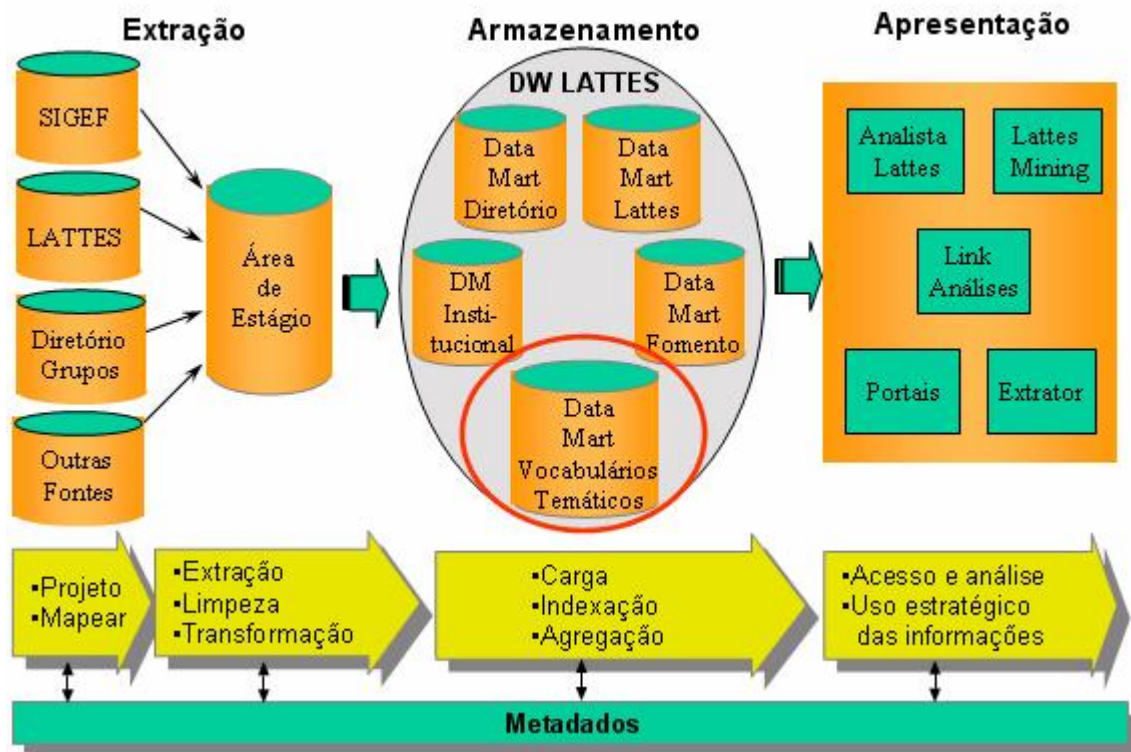 Extração
Armazenamento
Apresentação
SIGEF
LATTES
Diretório
Grupos
Outras
Fontes
Área
de
Estágio
DW LATTES
Data
Mart
Diretório
Data
Mart
Lattes
DM
Insti-
tucional
Data
Mart
Fomento
Data
Mart
Vocabulários
Temáticos
Analista
Lattes
Lattes
Mining
Link
Análises
Portais
Extrator
▪Projeto
▪Mapear
▪Extração
▪Limpeza
▪Transformação
▪Carga
▪Indexação
▪Agregação
▪Acesso e análise
▪Uso estratégico
das informações
Metadados